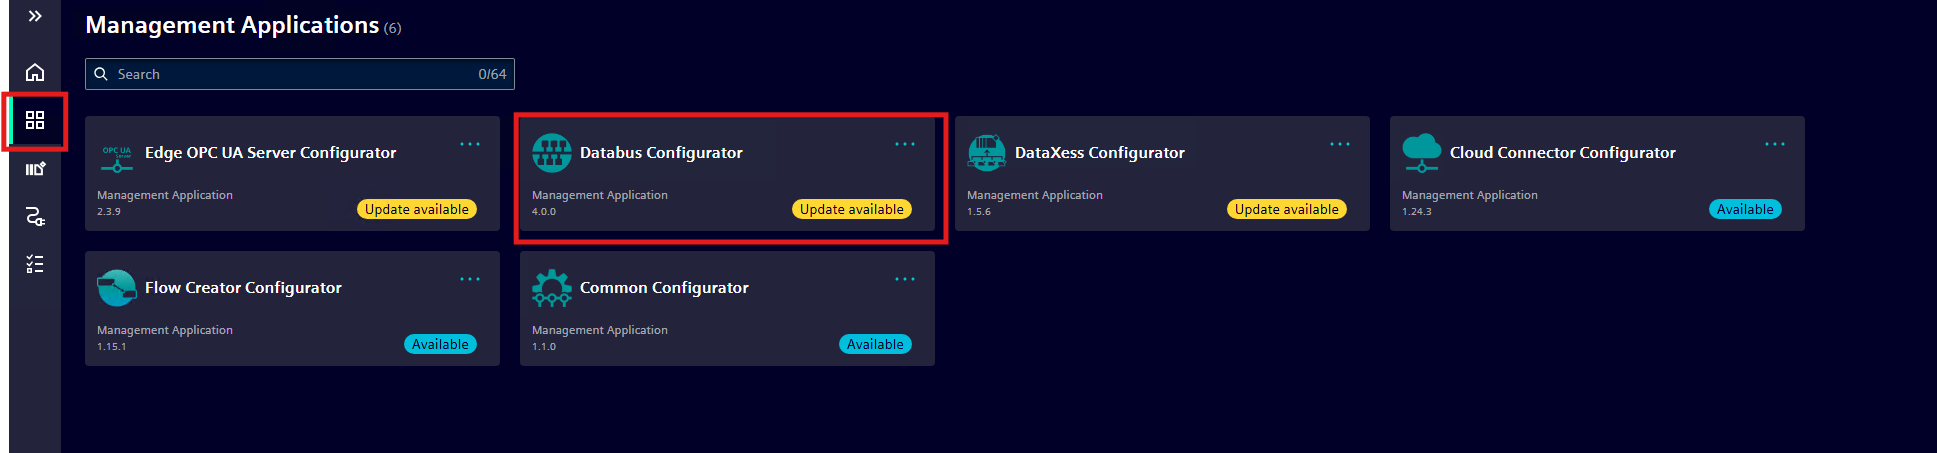 Management Applications (6)
Search 0/64
OPC UA
Server
Edge OPC UA Server Configurator
Management Application
2.3.9
Update available
Databus Configurator
Management Application
4.0.0
Update available
DataXess Configurator
Management Application
1.5.6
Update available
Cloud Connector Configurator
Management Application
1.24.3
Available
Flow Creator Configurator
Management Application
1.15.1
Available
Common Configurator
Management Application
1.1.0
Available